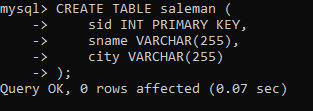 mysql> CREATE TABLE saleman (
    ->     sid INT PRIMARY KEY,
    ->     sname VARCHAR(255),
    ->     city VARCHAR(255)
    -> );
Query OK, 0 rows affected (0.07 sec)